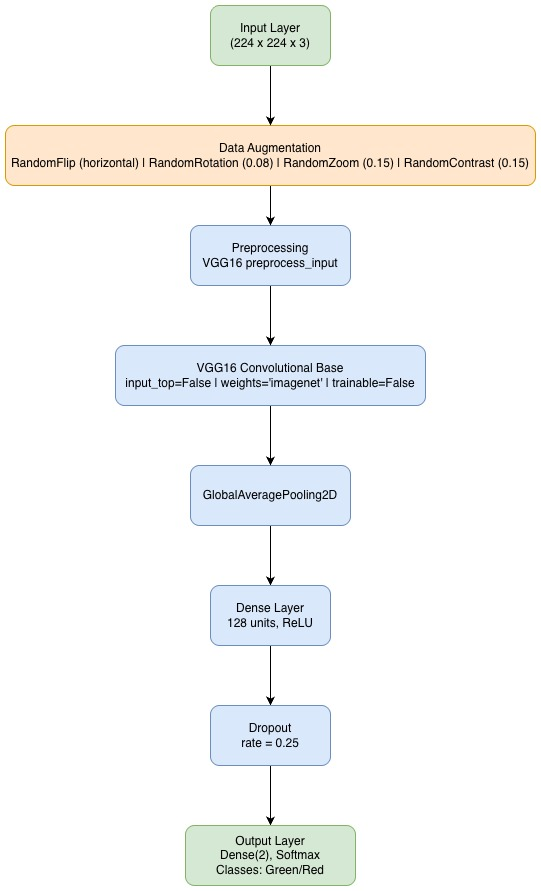 Input Layer
(224 x 224 x 3)
Data Augmentation
RandomFlip (horizontal) | RandomRotation (0.08) | RandomZoom (0.15) | RandomContrast (0.15)
Preprocessing
VGG16 preprocess_input
VGG16 Convolutional Base
input_top=False | weights='imagenet' | trainable=False
GlobalAveragePooling2D
Dense Layer
128 units, ReLU
Dropout
rate = 0.25
Output Layer
Dense(2), Softmax
Classes: Green/Red